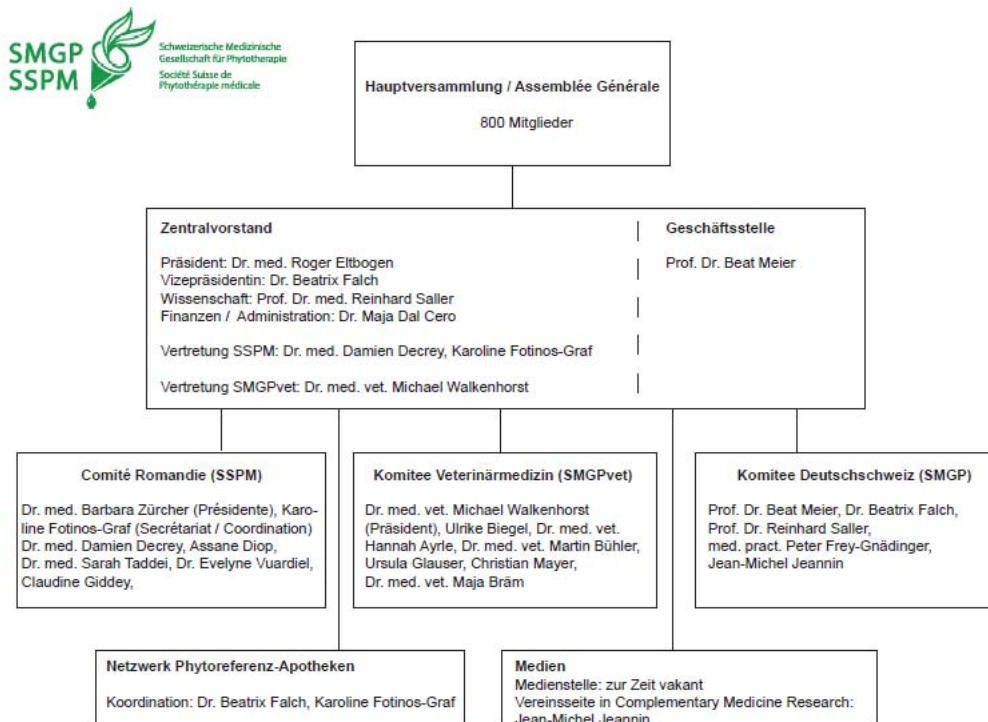 SMGP
SSPM
Schweizerische Medizinische
Gesellschaft für Phytotherapie
Société Suisse de
Phytothérapie médicale
Hauptversammlung / Assemblée Générale
800 Mitglieder
Zentralvorstand
Präsident: Dr. med. Roger Eltbogen
Vizepräsidentin: Dr. Beatrix Falch
Wissenschaft: Prof. Dr. med. Reinhard Saller
Finanzen / Administration: Dr. Maja Dal Cero
Vertretung SSPM: Dr. med. Damien Decrey, Karoline Fotinos-Graf
Vertretung SMGPvet: Dr. med. vet. Michael Walkenhorst
Geschäftsstelle
Prof. Dr. Beat Meier
Comité Romandie (SSPM)
Dr. med. Barbara Zürcher (Présidente), Karo-
line Fotinos-Graf (Secrétariat / Coordination)
Dr. med. Damien Decrey, Assane Diop,
Dr. med. Sarah Taddei, Dr. Evelyne Vuardiel,
Claudine Giddey,
Komitee Veterinärmedizin (SMGPvet)
Dr. med. vet. Michael Walkenhorst
(Präsident), Ulrike Biegel, Dr. med. vet.
Hannah Ayrle, Dr. med. vet. Martin Bühler,
Ursula Glauser, Christian Mayer,
Dr. med. vet. Maja Bräm
Komitee Deutschschweiz (SMGP)
Prof. Dr. Beat Meier, Dr. Beatrix Falch,
Prof. Dr. Reinhard Saller,
med. pract. Peter Frey-Gnädinger,
Jean-Michel Jeannin
Netzwerk Phytoreferenz-Apotheken
Koordination: Dr. Beatrix Falch, Karoline Fotinos-Graf
Medien
Medienstelle: zur Zeit vakant
Vereinsseite in Complementary Medicine Research:
Jean-Michel Jeannin